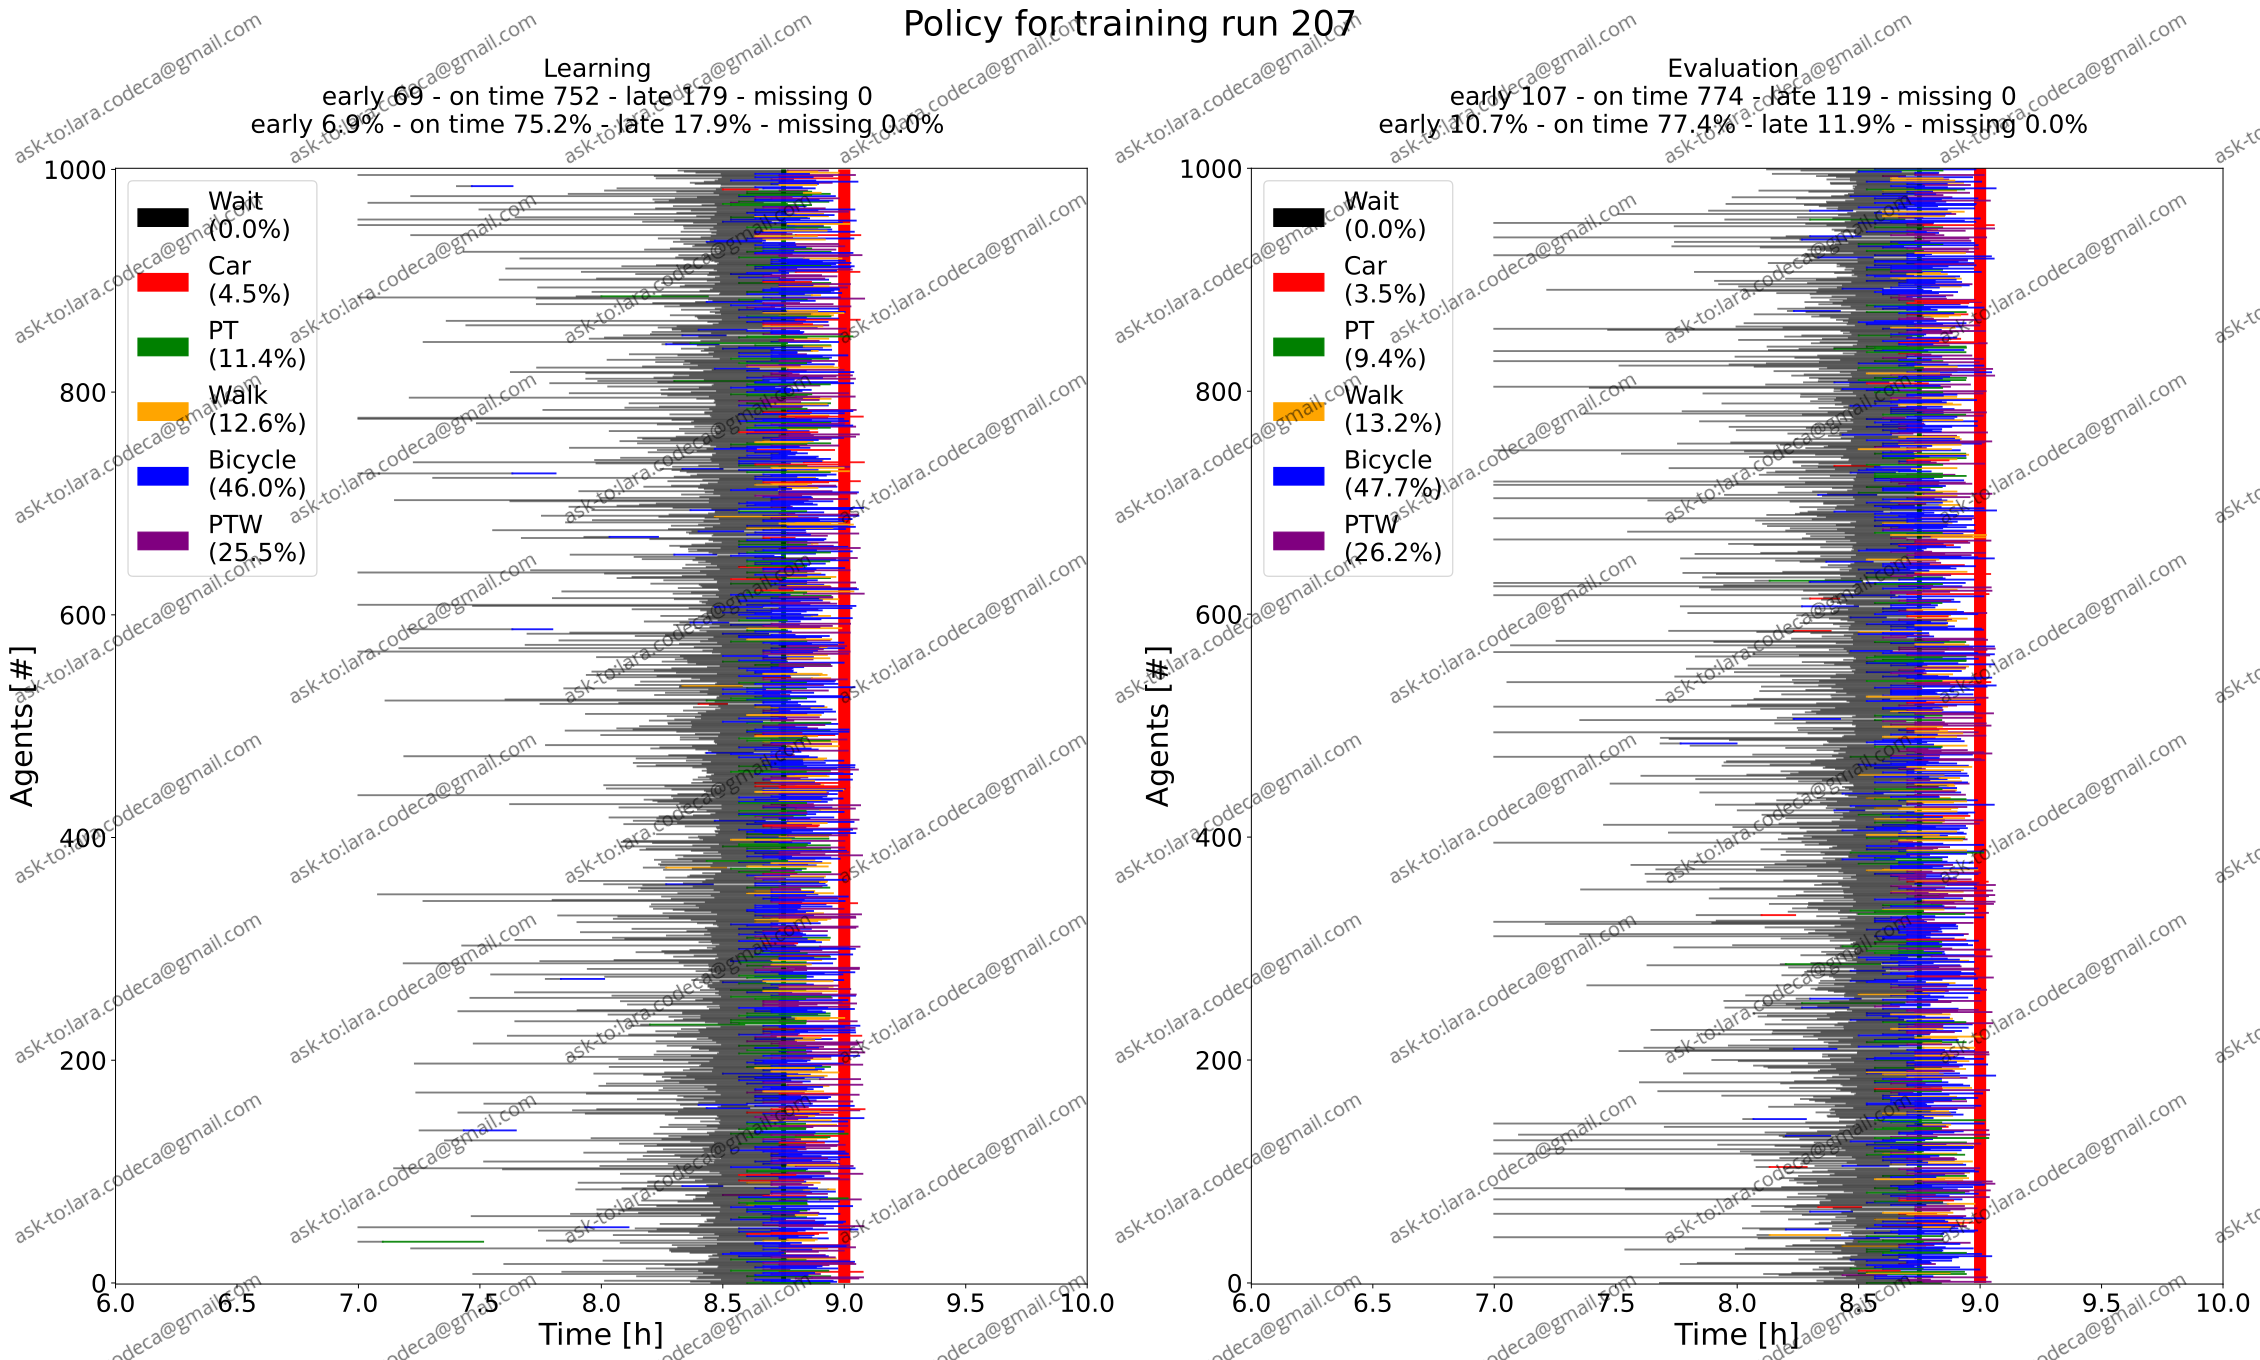 Policy for training run 207
Learning
early 69 - on time 752 - late 179 - missing 0
early 6.9% - on time 75.2% - late 17.9% - missing 0.0%
1000
800
600
400
200
0
Agents [#]
Wait
(0.0%)
Car
(4.5%)
PT
(11.4%)
Walk
(12.6%)
Bicycle
(46.0%)
PTW
(25.5%)
6.0 6.5 7.0 7.5 8.0 8.5 9.0 9.5 10.0
Time [h]
Evaluation
early 107 - on time 774 - late 119 - missing 0
early 10.7% - on time 77.4% - late 11.9% - missing 0.0%
1000
800
600
400
200
0
Agents [#]
Wait
(0.0%)
Car
(3.5%)
PT
(9.4%)
Walk
(13.2%)
Bicycle
(47.7%)
PTW
(26.2%)
6.0 6.5 7.0 7.5 8.0 8.5 9.0 9.5 10.0
Time [h]
ask-to:lara.codeca@gmail.com